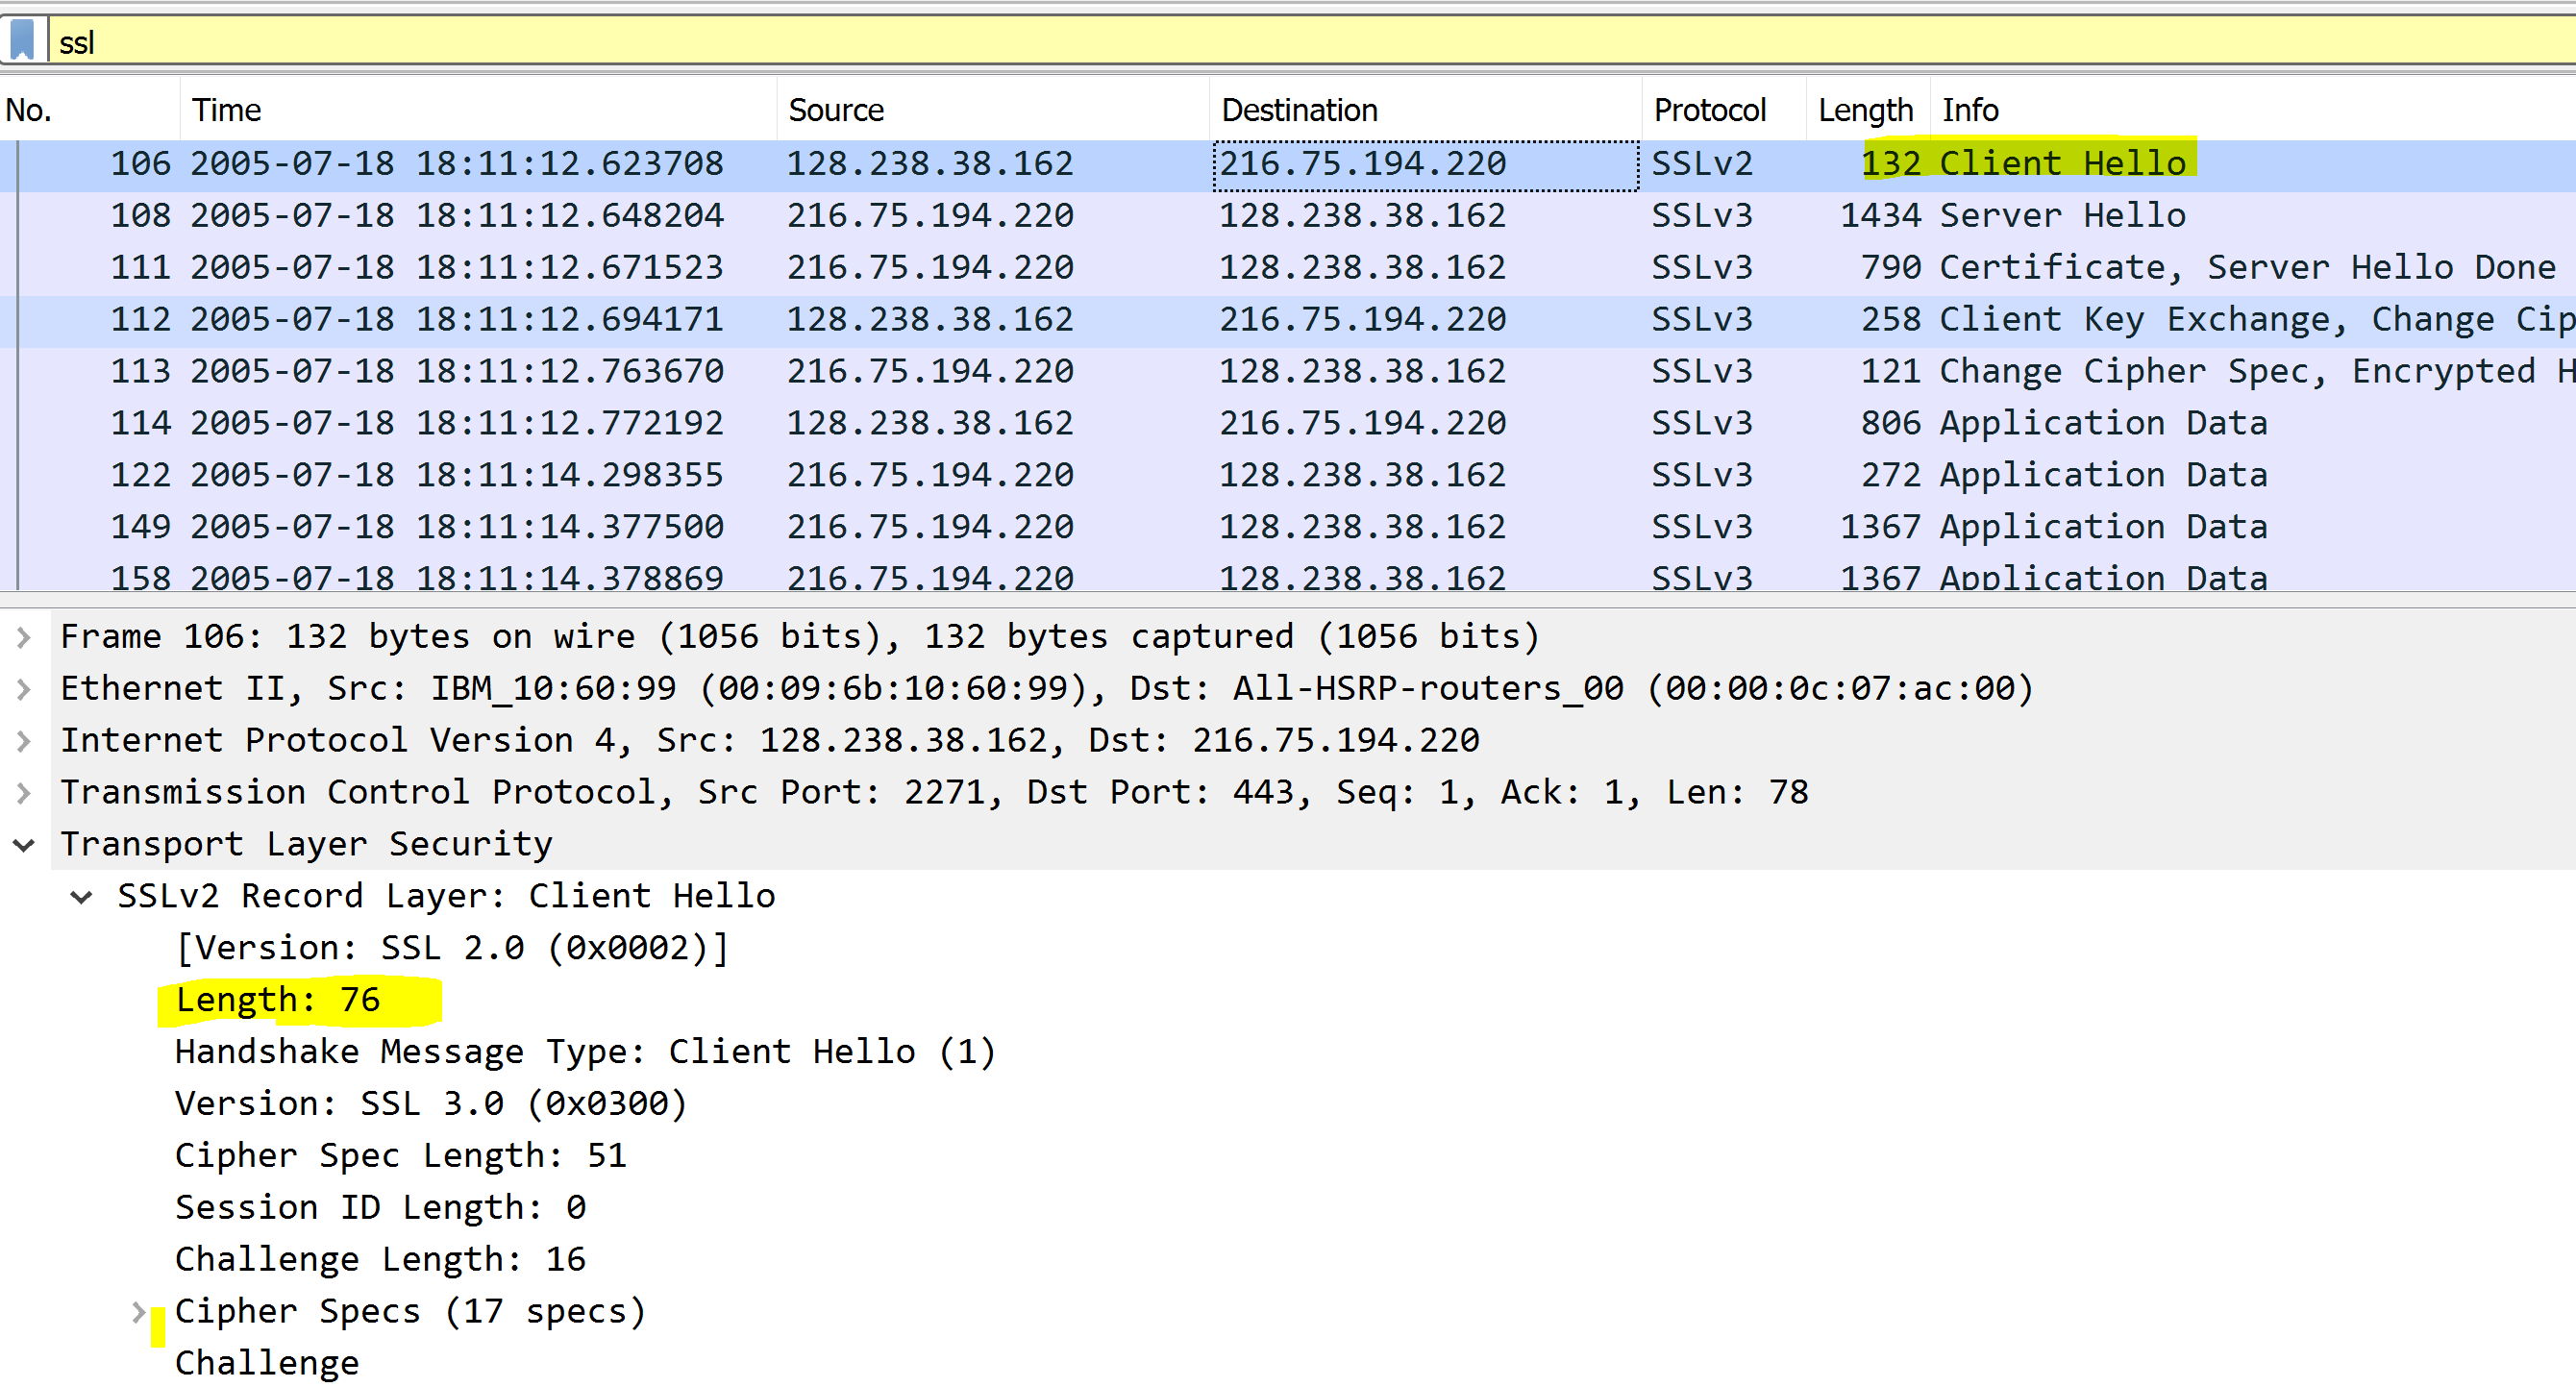 ssl
No. Time Source Destination Protocol Length Info
106 2005-07-18 18:11:12.623708 128.238.38.162 216.75.194.220 SSLv2 132 Client Hello
108 2005-07-18 18:11:12.648204 216.75.194.220 128.238.38.162 SSLv3 1434 Server Hello
111 2005-07-18 18:11:12.671523 216.75.194.220 128.238.38.162 SSLv3 790 Certificate, Server Hello Done
112 2005-07-18 18:11:12.694171 128.238.38.162 216.75.194.220 SSLv3 258 Client Key Exchange, Change Cip
113 2005-07-18 18:11:12.763670 216.75.194.220 128.238.38.162 SSLv3 121 Change Cipher Spec, Encrypted H
114 2005-07-18 18:11:12.772192 128.238.38.162 216.75.194.220 SSLv3 806 Application Data
122 2005-07-18 18:11:14.298355 216.75.194.220 128.238.38.162 SSLv3 272 Application Data
149 2005-07-18 18:11:14.377500 216.75.194.220 128.238.38.162 SSLv3 1367 Application Data
158 2005-07-18 18:11:14.378869 216.75.194.220 128.238.38.162 SSLv3 1367 Application Data
Frame 106: 132 bytes on wire (1056 bits), 132 bytes captured (1056 bits)
Ethernet II, Src: IBM_10:60:99 (00:09:6b:10:60:99), Dst: All-HSRP-routers_00 (00:00:0c:07:ac:00)
Internet Protocol Version 4, Src: 128.238.38.162, Dst: 216.75.194.220
Transmission Control Protocol, Src Port: 2271, Dst Port: 443, Seq: 1, Ack: 1, Len: 78
Transport Layer Security
SSLv2 Record Layer: Client Hello
[Version: SSL 2.0 (0x0002)]
Length: 76
Handshake Message Type: Client Hello (1)
Version: SSL 3.0 (0x0300)
Cipher Spec Length: 51
Session ID Length: 0
Challenge Length: 16
Cipher Specs (17 specs)
Challenge